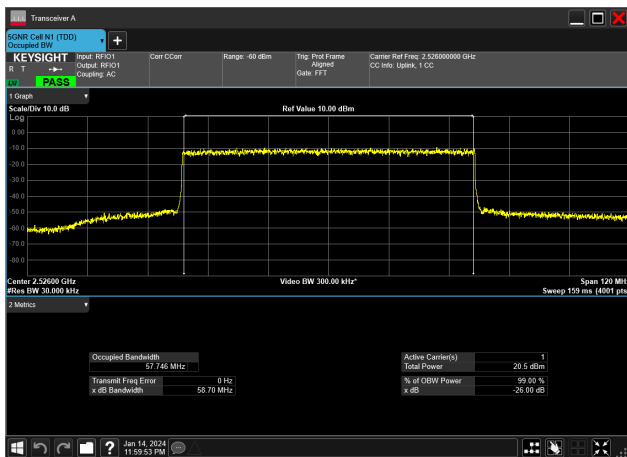 Transceiver A
5GNR Cell N1 (TDD)
Occupied BW
+
KEYSIGHT
R T
LV
PASS
Input: RFIO1
Output: RFIO1
Coupling: AC
Corr CCorr
Range: -60 dBm
Trig: Prot Frame
Aligned
Gate: FFT
Carrier Ref Freq: 2.526000000 GHz
CC Info: Uplink, 1 CC
1 Graph
Scale/Div 10.0 dB
Ref Value 10.00 dBm
Log
0.00
-10.0
-20.0
-30.0
-40.0
-50.0
-60.0
-70.0
-80.0
Center 2.52600 GHz
Video BW 300.00 kHz*
Span 120 MH
#Res BW 30.000 kHz
Sweep 159 ms (4001 pts
2 Metrics
Occupied Bandwidth
57.746 MHz
Transmit Freq Error 0 Hz
x dB Bandwidth 58.70 MHz
Active Carrier(s) 1
Total Power 20.5 dBm
% of OBW Power 99.00 %
x dB -26.00 dB
?
Jan 14, 2024
11:59:53 PM